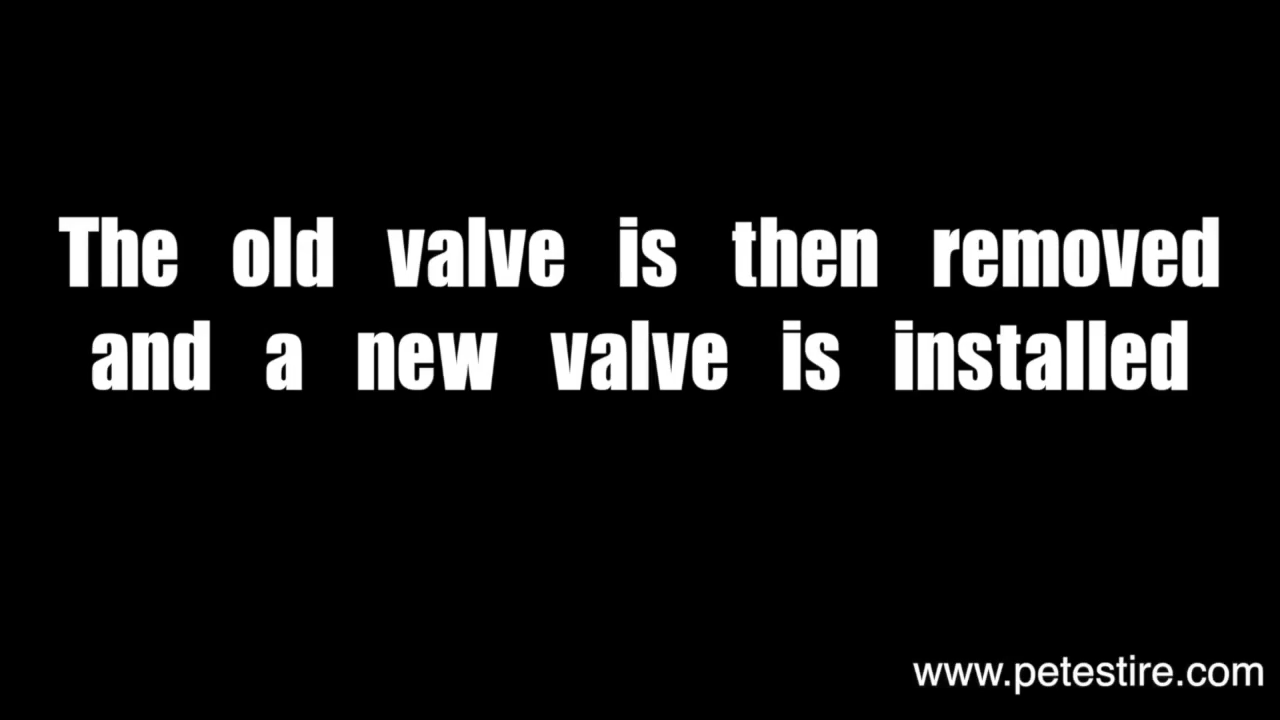 The old valve is then removed
and a new valve is installed
www.petestire.com